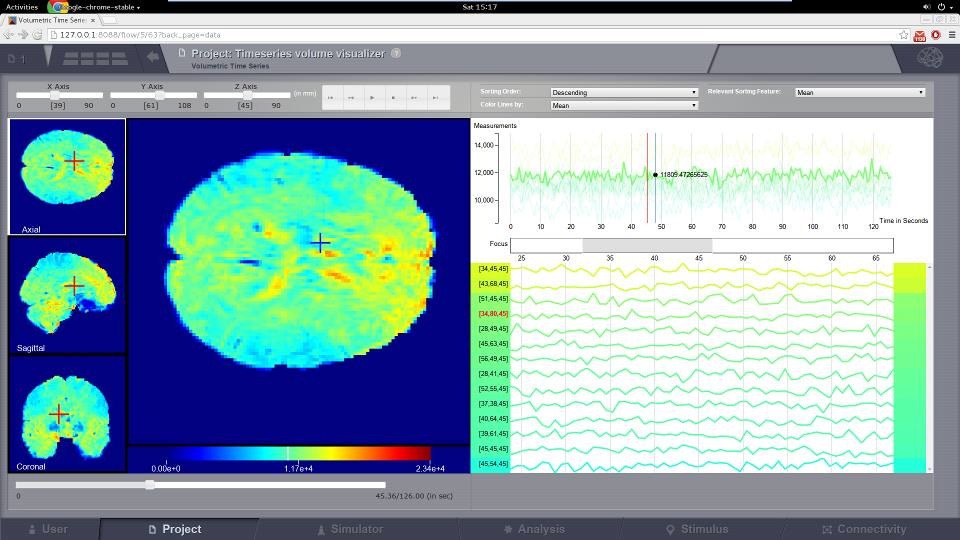 Activities
Google-chrome-stable
Sat 15:17
Volumetric Time Series
127.0.0.1:8088/flow/5/63?back_page=data
1138
1
Project: Timeseries volume visualizer ?
Volumetric Time Series
X Axis
Y Axis
Z Axis
(in mm)
0 [39] 90
0 [61] 108
0 [45] 90
Sorting Order: Descending
Relevant Sorting Feature: Mean
Color Lines by: Mean
Axial
Sagittal
Coronal
0.00e+0 1.17e+4 2.34e+4
0 45.36/126.00 (in sec)
Measurements
14,000
12,000
10,000
11809.47265625
0 10 20 30 40 50 60 70 80 90 100 110 120
Time in Seconds
Focus
25 30 35 40 45 50 55 60 65
[34,45,45]
[43,68,45]
[51,45,45]
[34,80,45]
[28,49,45]
[45,63,45]
[56,49,45]
[28,41,45]
[52,55,45]
[37,38,45]
[40,64,45]
[39,61,45]
[45,45,45]
[45,54,45]
User
Project
Simulator
Analysis
Stimulus
Connectivity